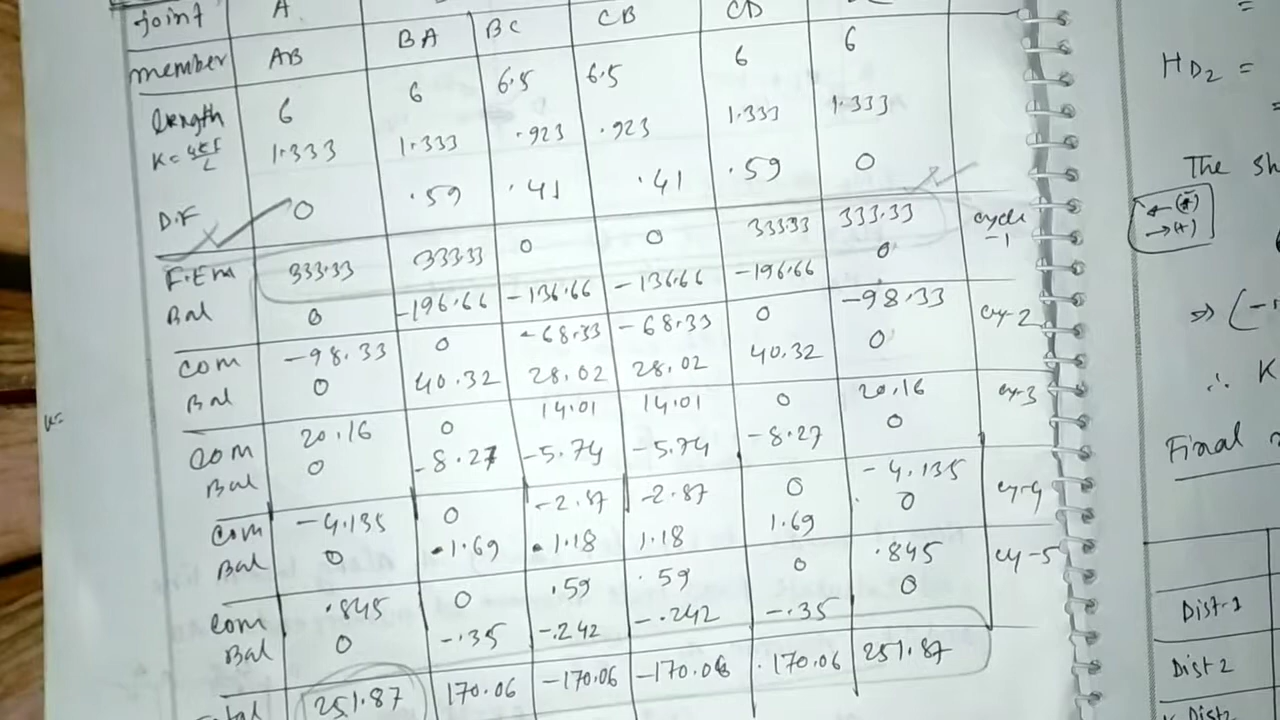 joint A CB CD
member AB BA BC
length 6 6 6.5 6.5 6 6
K = 4EI/L 1.333 1.333 .923 .923 1.333 1.333
D.F 0 .59 .41 .41 .59 0
F.EM 333.33 333.33 0 0 333.33 333.33 cycle -1
Bal 0 -196.66 -136.66 -136.66 -196.66 0
com -98.33 0 -68.33 -68.33 0 -98.33 cy-2
Bal 0 40.32 28.02 28.02 40.32 0
com 20.16 0 14.01 14.01 0 20.16 cy-3
Bal 0 -8.27 -5.74 -5.74 -8.27 0
com -4.135 0 -2.87 -2.87 0 -4.135 cy-4
Bal 0 1.69 1.18 1.18 1.69 0
com .845 0 .59 .59 0 .845 cy-5
Bal 0 -.35 -.242 -.242 -.35 0
Total 251.87 170.06 -170.06 -170.06 170.06 251.87
K=
=
HD2 =
=
The sh
← (-)
→ (+)
⇒ (-
∴ K
Final
Dist-1
Dist 2
K Dist2